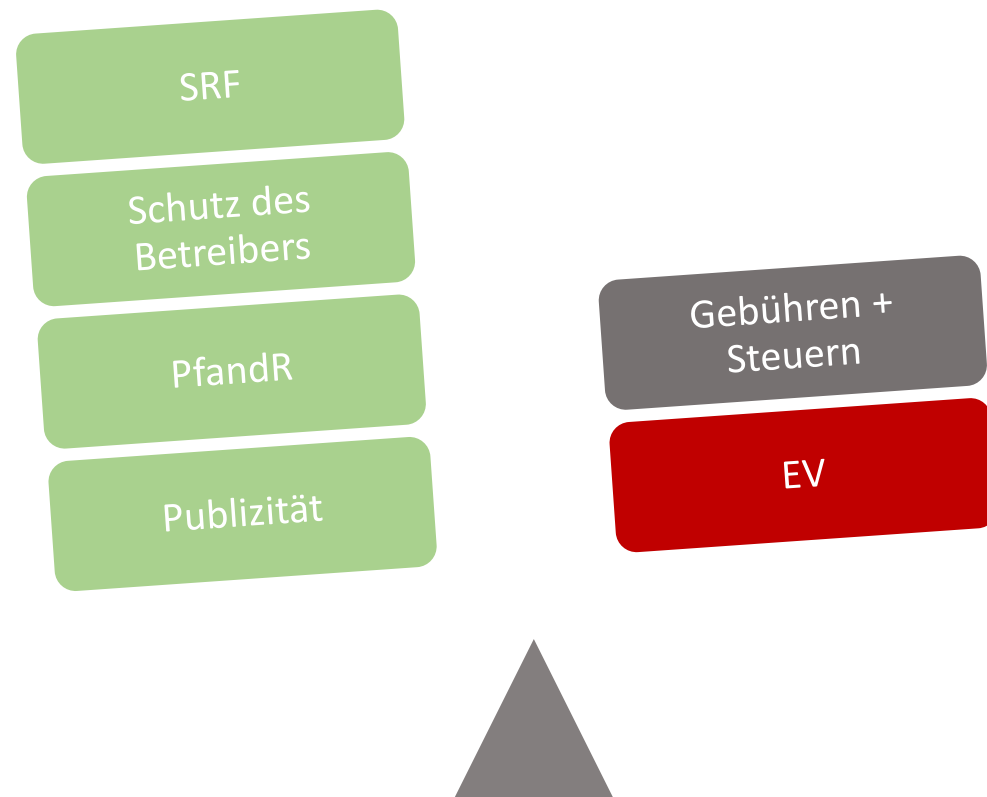 SRF
Schutz des
Betreibers
PfandR
Publizität
Gebühren +
Steuern
EV